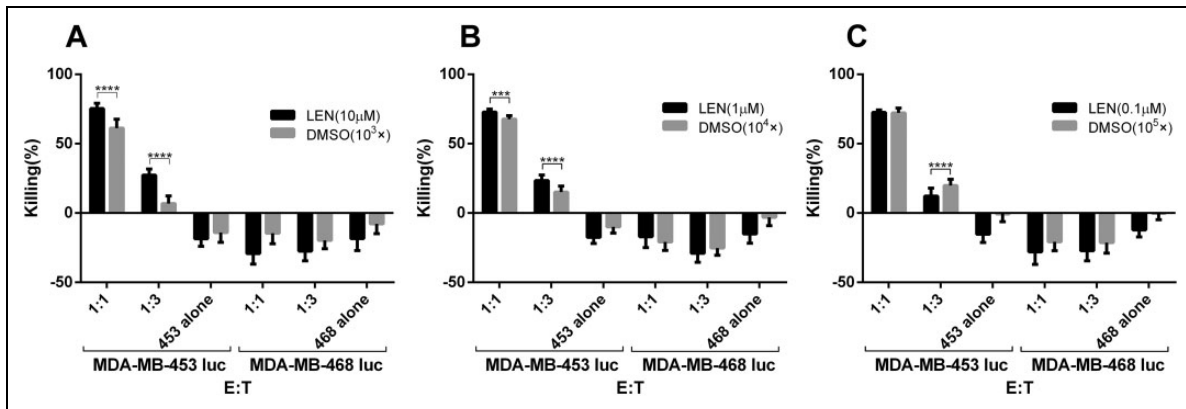 A
Killing(%)
100
50
0
-50
****
****
LEN(10μM)
DMSO(10³×)
1:1
1:3
453 alone
1:1
1:3
468 alone
MDA-MB-453 luc
MDA-MB-468 luc
E:T
B
Killing(%)
100
50
0
-50
***
****
LEN(1μM)
DMSO(10⁴×)
1:1
1:3
453 alone
1:1
1:3
468 alone
MDA-MB-453 luc
MDA-MB-468 luc
E:T
C
Killing(%)
100
50
0
-50
****
LEN(0.1μM)
DMSO(10⁵×)
1:1
1:3
453 alone
1:1
1:3
468 alone
MDA-MB-453 luc
MDA-MB-468 luc
E:T